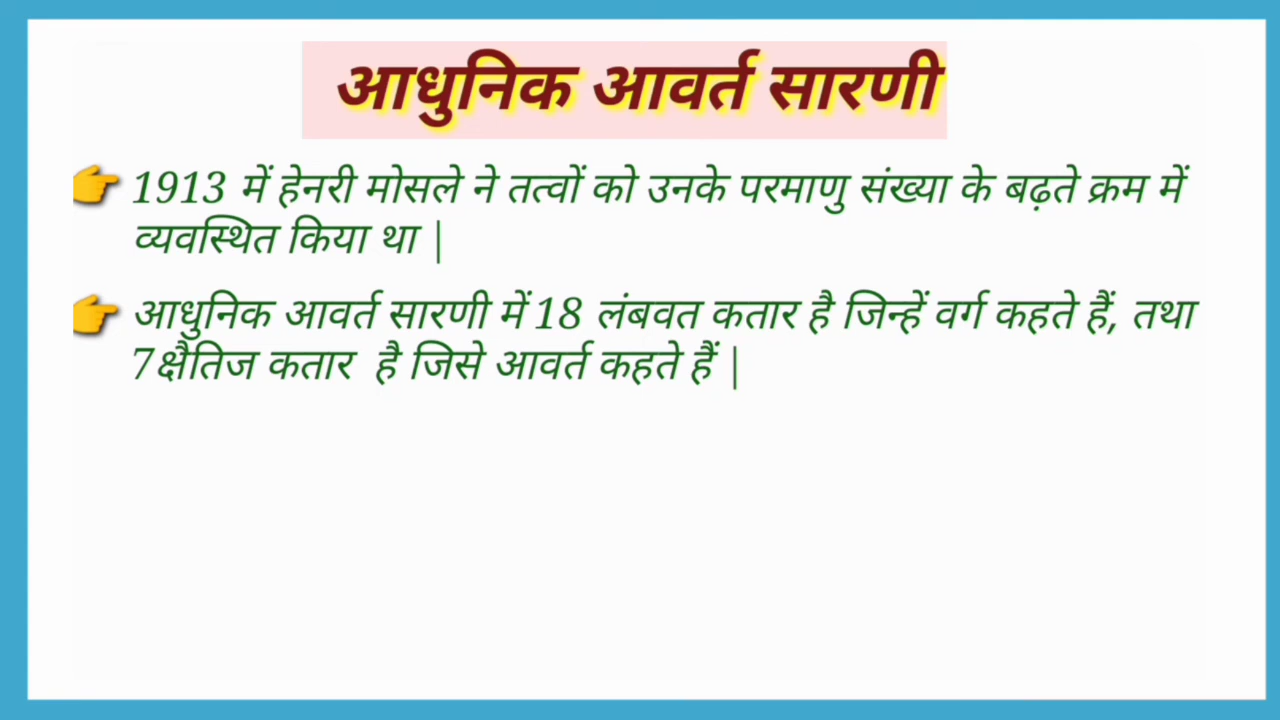 आधुनिक आवर्त सारणी
👉 1913 में हेनरी मोसले ने तत्वों को उनके परमाणु संख्या के बढ़ते क्रम में
व्यवस्थित किया था |
👉 आधुनिक आवर्त सारणी में 18 लंबवत कतार है जिन्हें वर्ग कहते हैं, तथा
7क्षैतिज कतार है जिसे आवर्त कहते हैं |